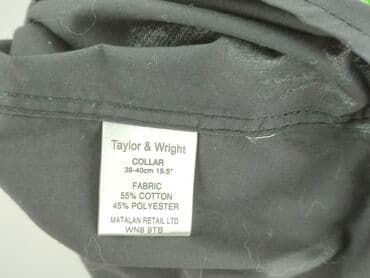 Taylor & Wright
COLLAR
39-40cm 15.5"
FABRIC
55% COTTON
45% POLYESTER
MATALAN RETAIL LTD
WN8 9TB